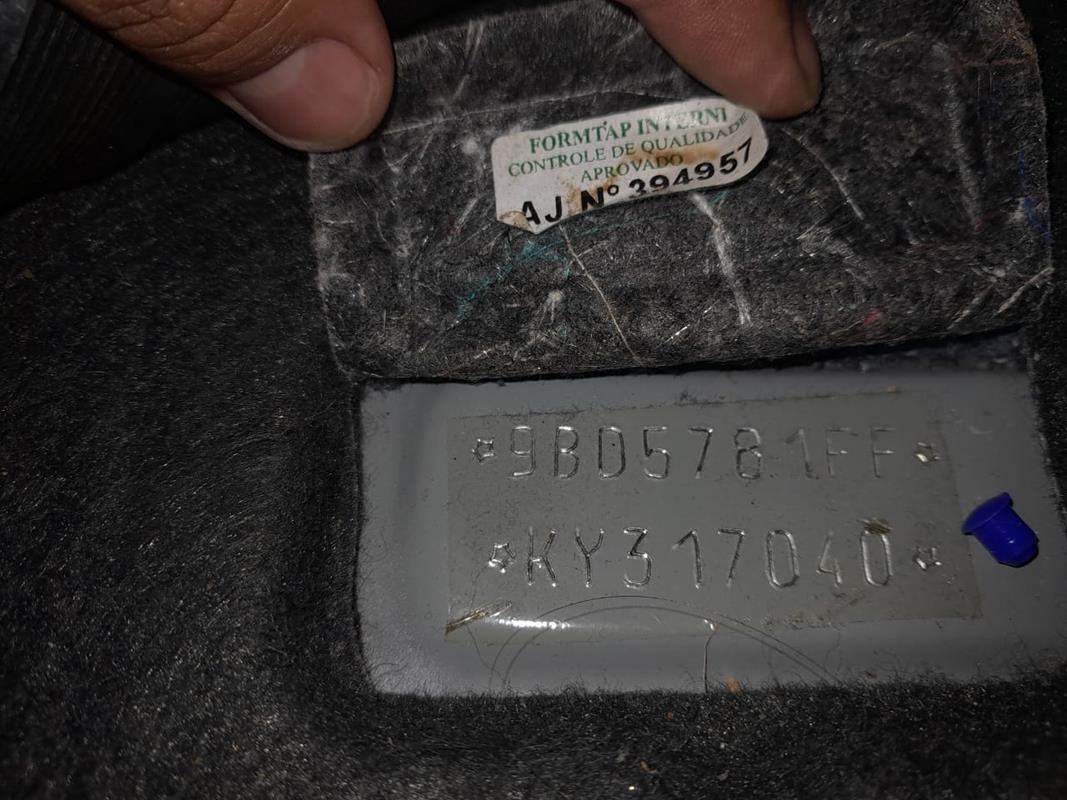 FORMTAP INTERNI
CONTROLE DE QUALIDADE
APROVADO
AJ Nº 394957
☆9BD5781FF☆
☆KY317040☆